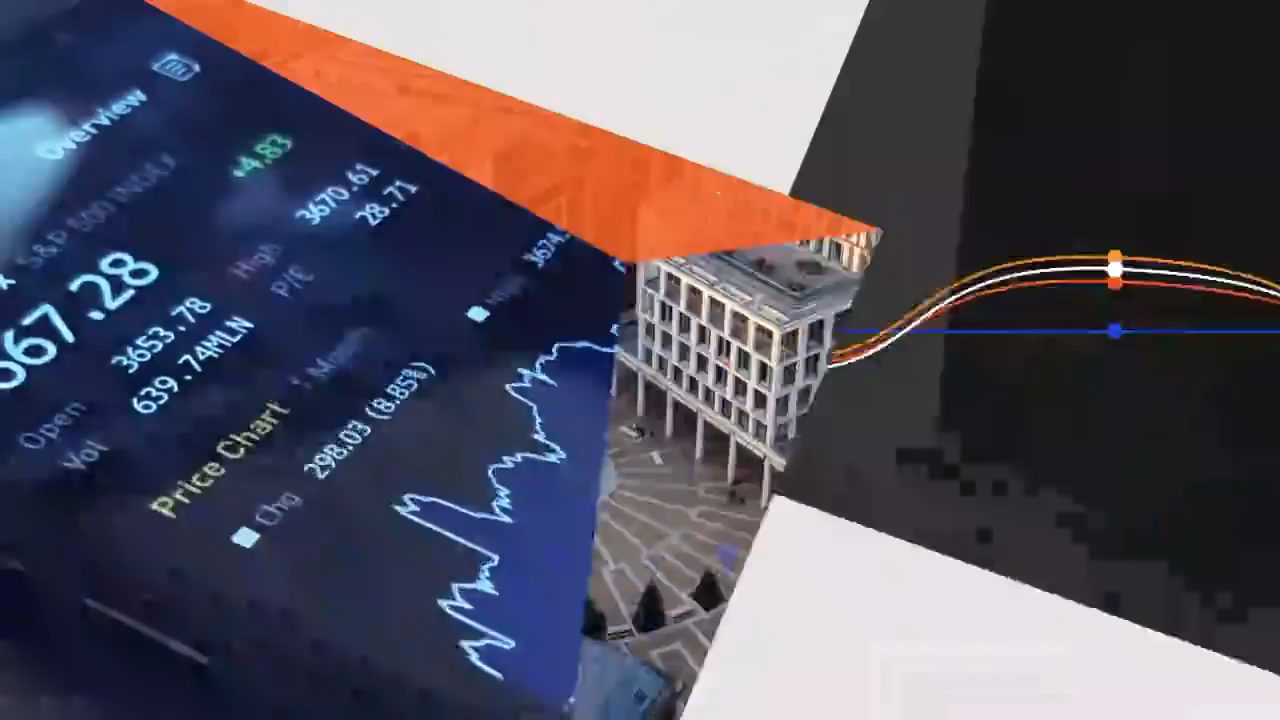 Overview
S&P 500 INDEX
+4.83
667.28
High 3670.61
P/E 28.71
Open 3653.78
Vol 639.74MLN
Price Chart
Chg 298.03 (8.85%)